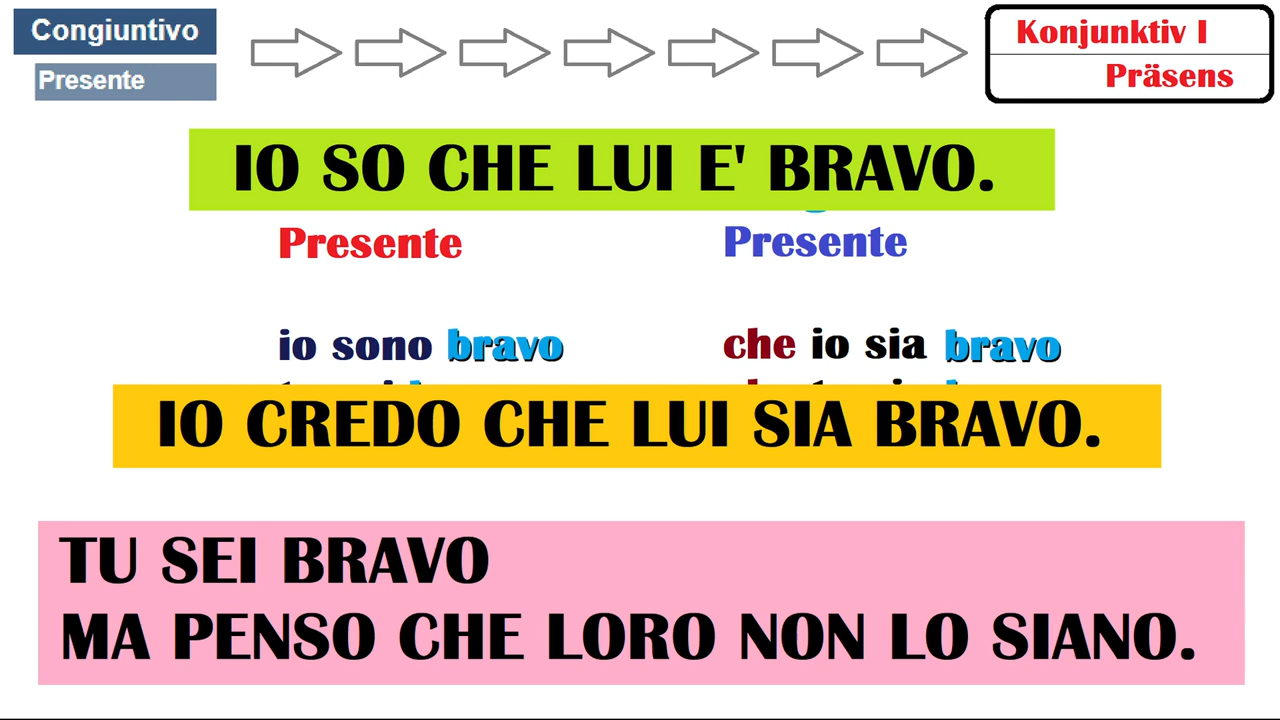 Congiuntivo
Presente
Konjunktiv I
Präsens
IO SO CHE LUI E' BRAVO.
Presente
Presente
io sono bravo
che io sia bravo
IO CREDO CHE LUI SIA BRAVO.
TU SEI BRAVO
MA PENSO CHE LORO NON LO SIANO.